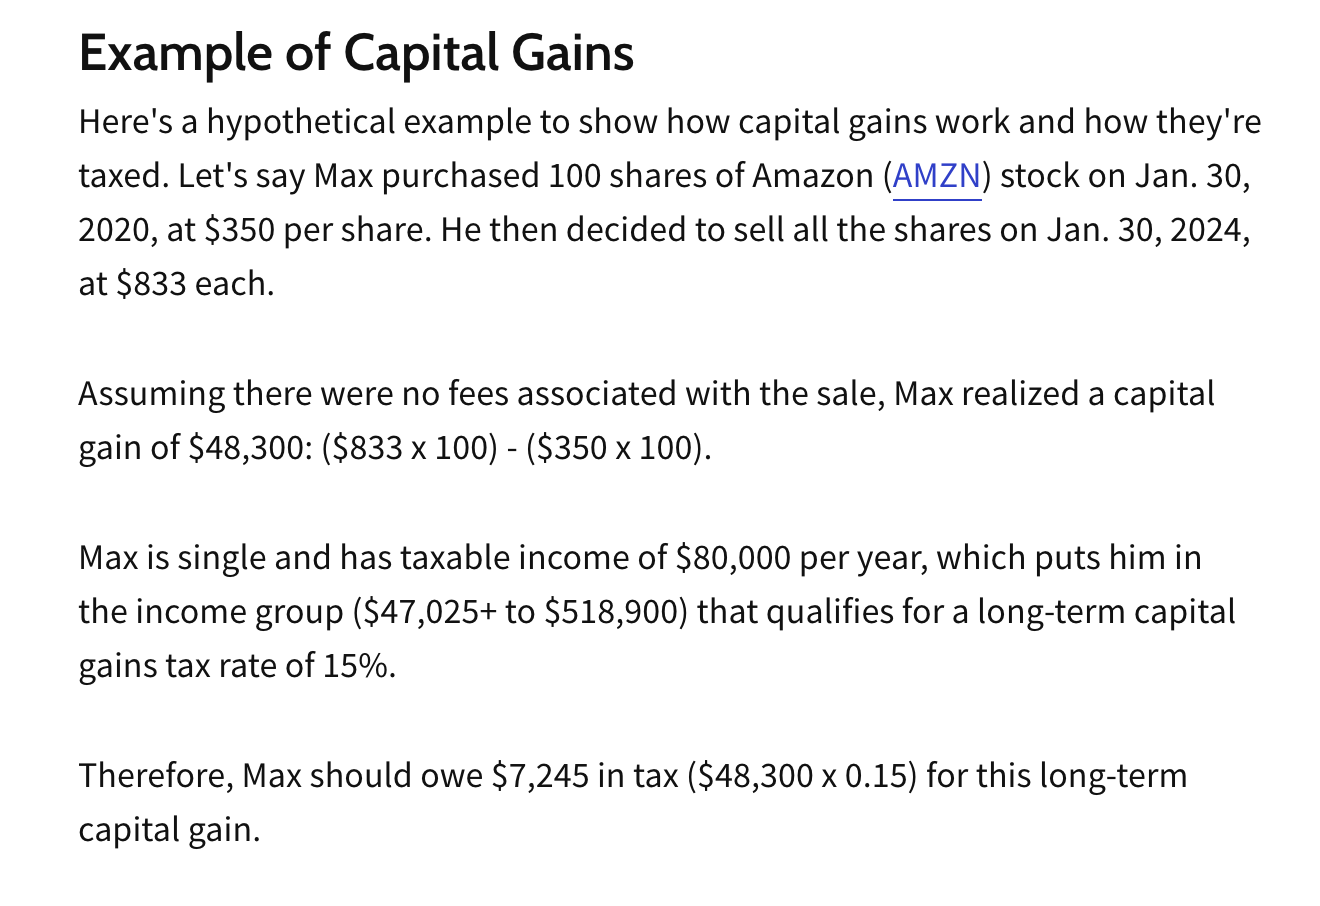 Example of Capital Gains
Here's a hypothetical example to show how capital gains work and how they're
taxed. Let's say Max purchased 100 shares of Amazon (AMZN) stock on Jan. 30,
2020, at $350 per share. He then decided to sell all the shares on Jan. 30, 2024,
at $833 each.
Assuming there were no fees associated with the sale, Max realized a capital
gain of $48,300: ($833 x 100) - ($350 x 100).
Max is single and has taxable income of $80,000 per year, which puts him in
the income group ($47,025+ to $518,900) that qualifies for a long-term capital
gains tax rate of 15%.
Therefore, Max should owe $7,245 in tax ($48,300 x 0.15) for this long-term
capital gain.